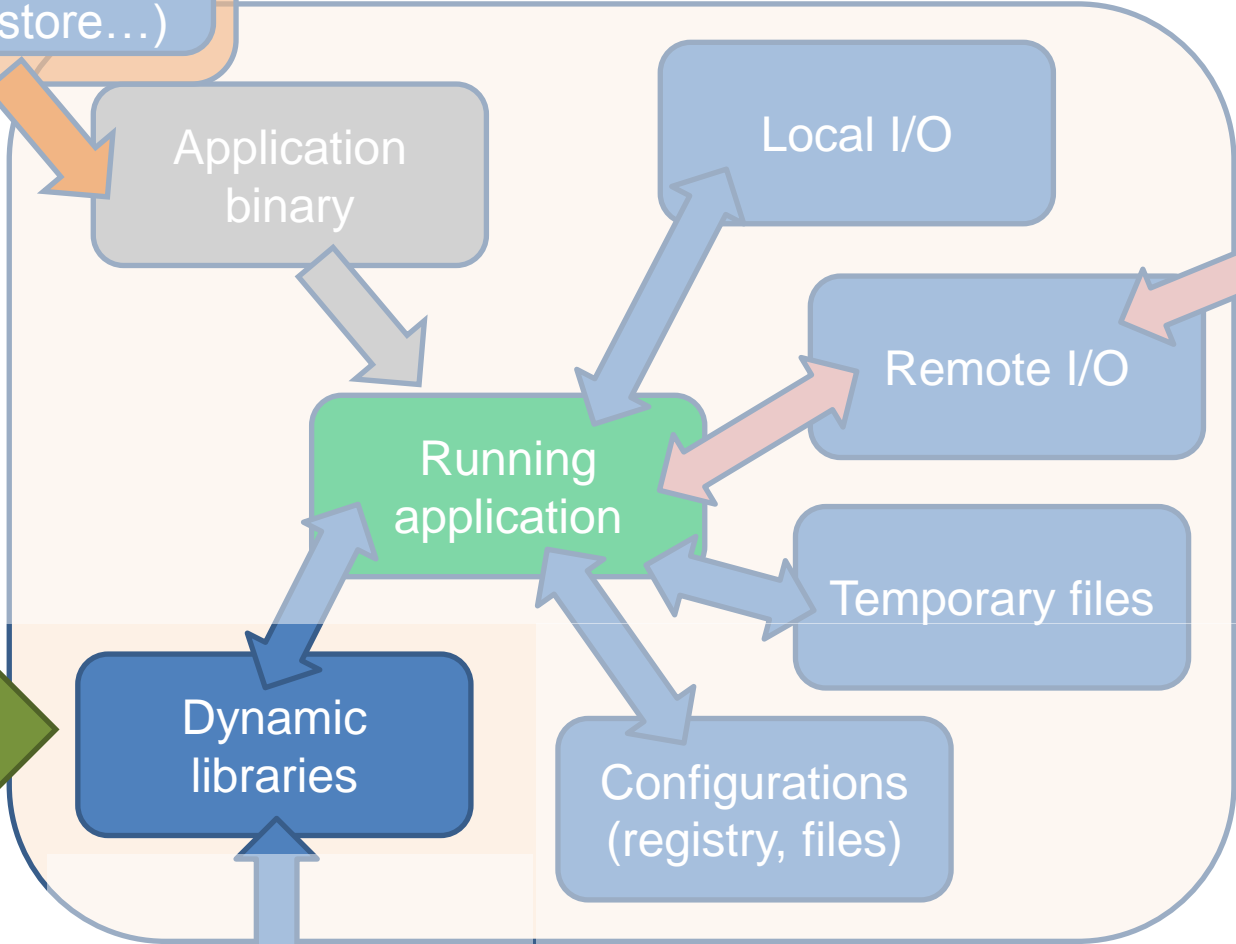 store…)
Application
binary
Local I/O
Remote I/O
Running
application
Temporary files
Dynamic
libraries
Configurations
(registry, files)